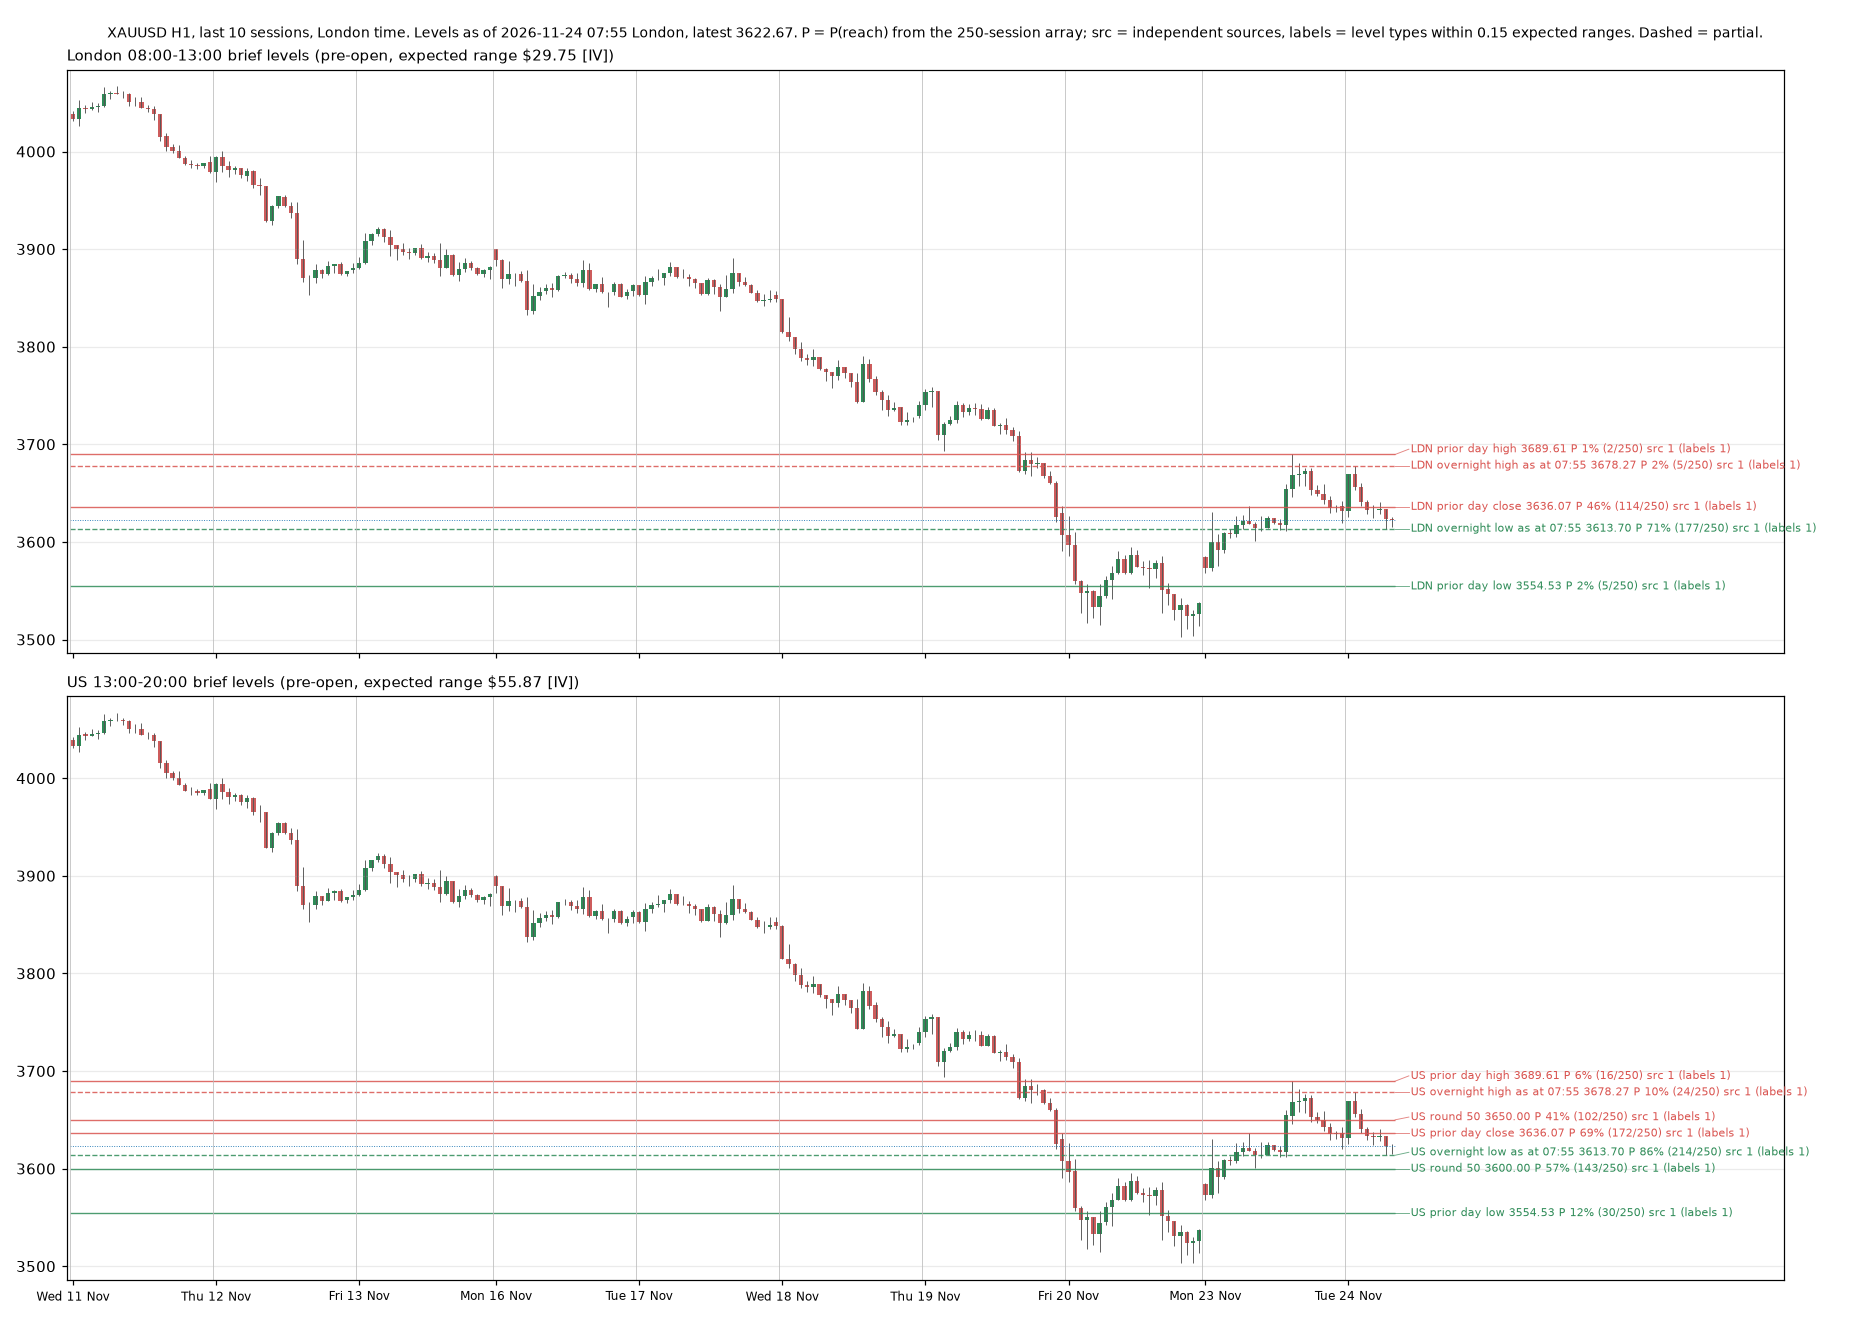 XAUUSD H1, last 10 sessions, London time. Levels as of 2026-11-24 07:55 London, latest 3622.67. P = P(reach) from the 250-session array; src = independent sources, labels = level types within 0.15 expected ranges. Dashed = partial.
London 08:00-13:00 brief levels (pre-open, expected range $29.75 [IV])
4000
3900
3800
3700
3600
3500
LDN prior day high 3689.61 P 1% (2/250) src 1 (labels 1)
LDN overnight high as at 07:55 3678.27 P 2% (5/250) src 1 (labels 1)
LDN prior day close 3636.07 P 46% (114/250) src 1 (labels 1)
LDN overnight low as at 07:55 3613.70 P 71% (177/250) src 1 (labels 1)
LDN prior day low 3554.53 P 2% (5/250) src 1 (labels 1)
US 13:00-20:00 brief levels (pre-open, expected range $55.87 [IV])
4000
3900
3800
3700
3600
3500
US prior day high 3689.61 P 6% (16/250) src 1 (labels 1)
US overnight high as at 07:55 3678.27 P 10% (24/250) src 1 (labels 1)
US round 50 3650.00 P 41% (102/250) src 1 (labels 1)
US prior day close 3636.07 P 69% (172/250) src 1 (labels 1)
US overnight low as at 07:55 3613.70 P 86% (214/250) src 1 (labels 1)
US round 50 3600.00 P 57% (143/250) src 1 (labels 1)
US prior day low 3554.53 P 12% (30/250) src 1 (labels 1)
Wed 11 Nov
Thu 12 Nov
Fri 13 Nov
Mon 16 Nov
Tue 17 Nov
Wed 18 Nov
Thu 19 Nov
Fri 20 Nov
Mon 23 Nov
Tue 24 Nov